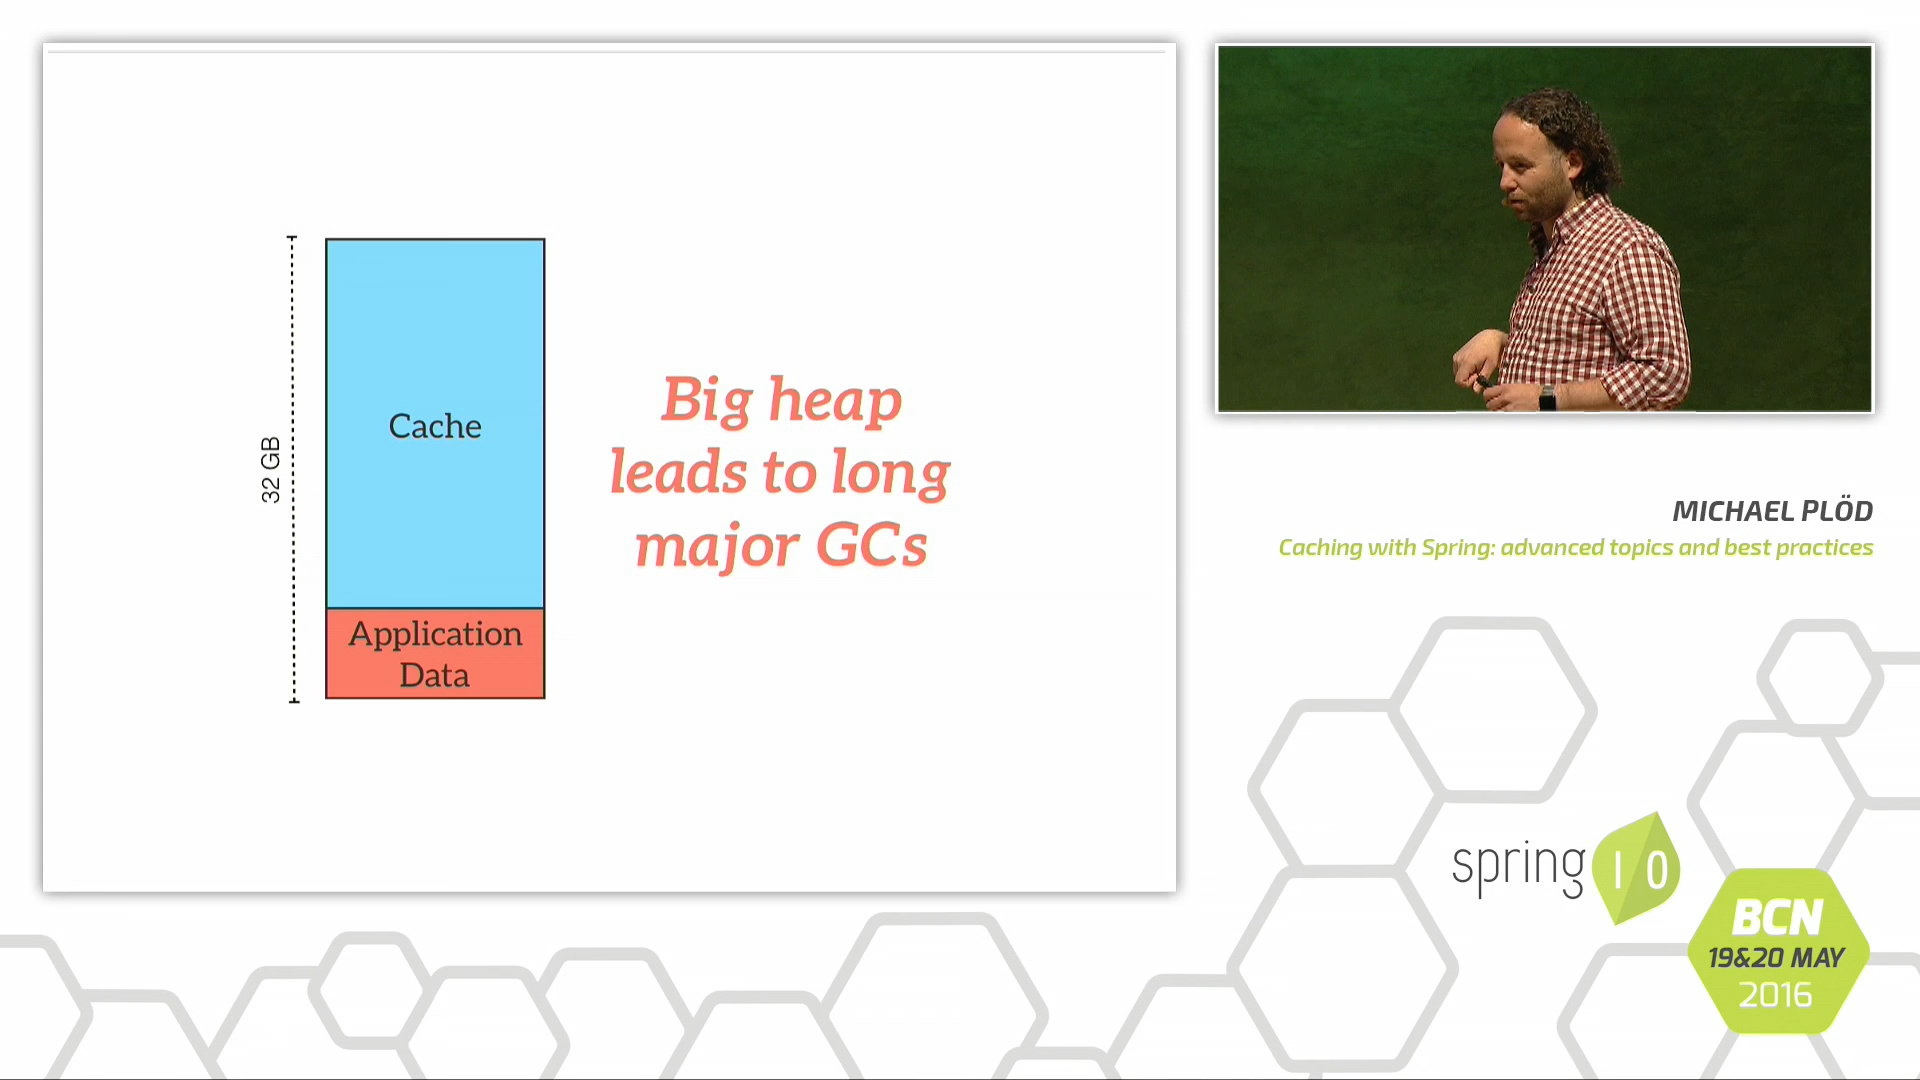 32 GB
Cache
Application
Data
Big heap
leads to long
major GCs
MICHAEL PLÖD
Caching with Spring: advanced topics and best practices
spring I O
BCN
19&20 MAY
2016